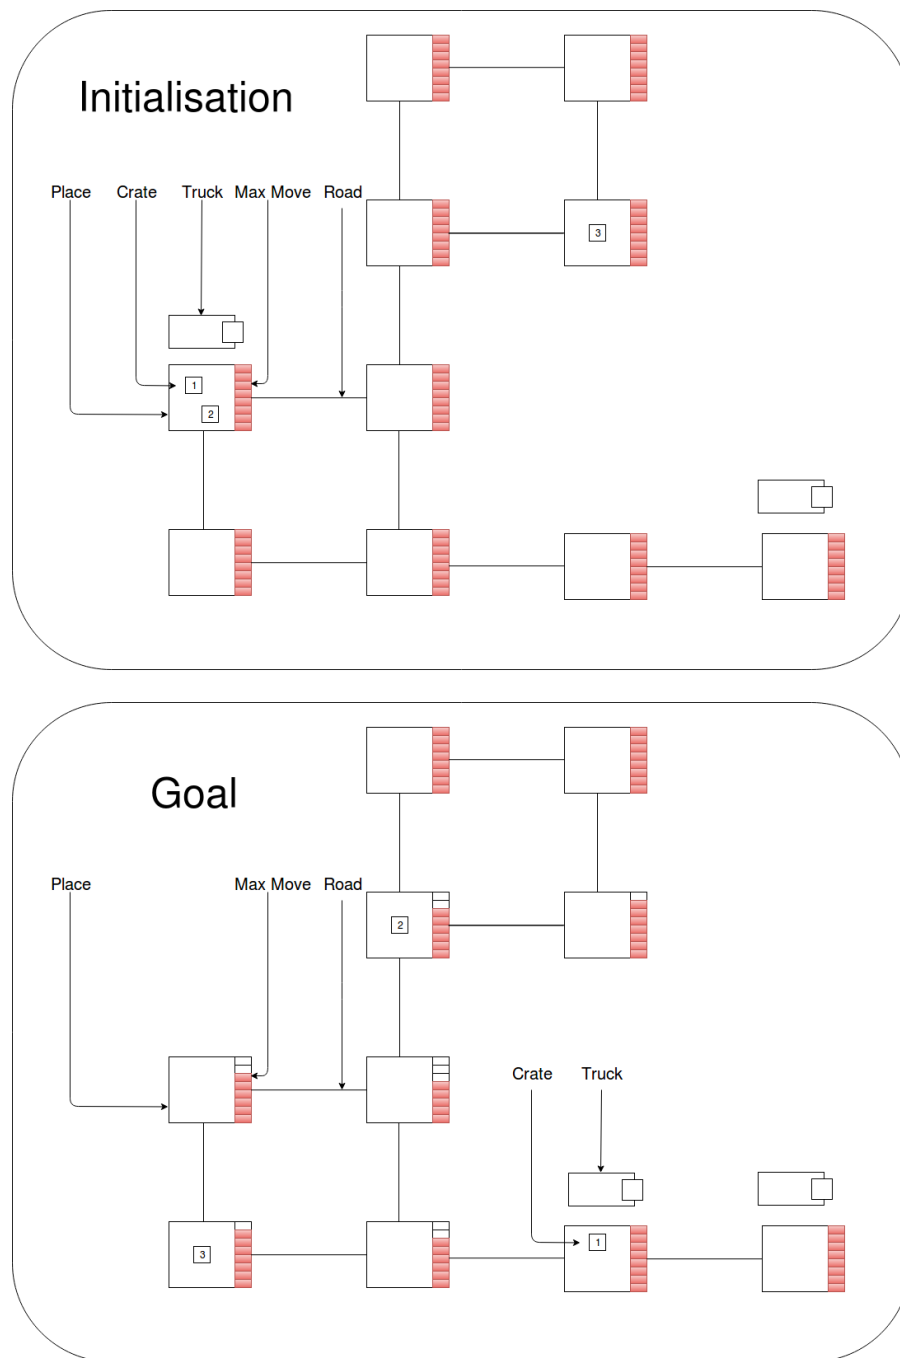 Initialisation
Place Crate Truck Max Move Road
3
1
2
Goal
Place Max Move Road
2
Crate Truck
3
1